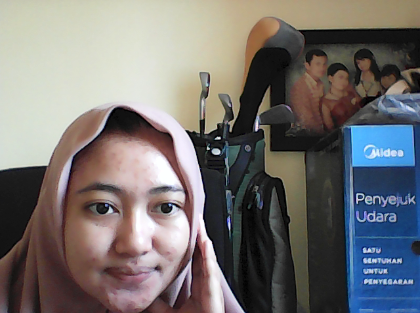 Midea
Penyejuk
Udara
SATU
SENTUHAN
UNTUK
PENYEGARAN